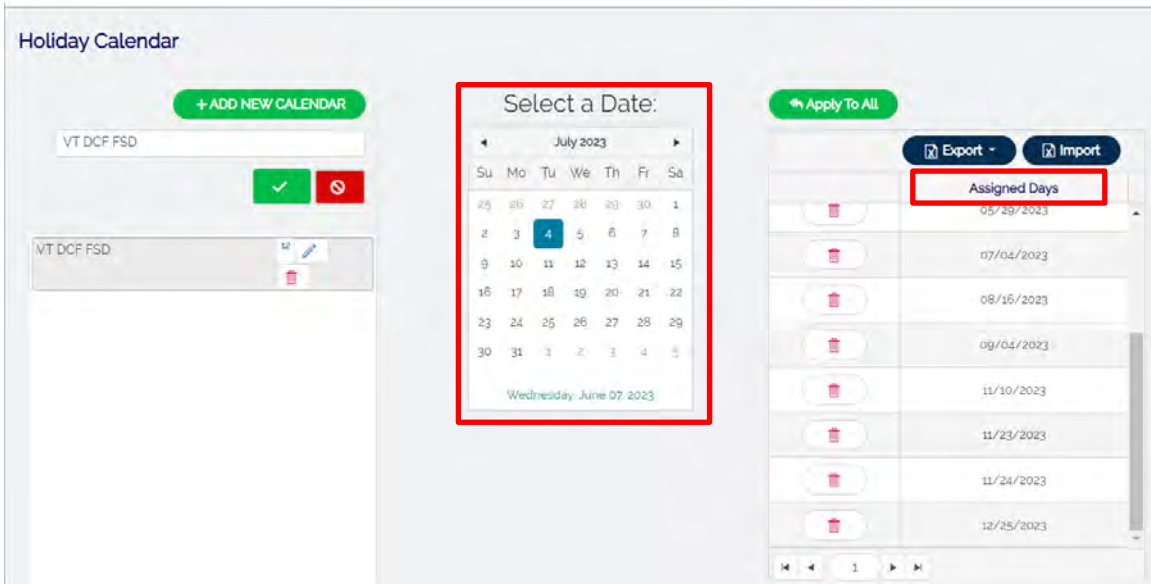 Holiday Calendar
+ ADD NEW CALENDAR
VT DCF FSD
VT DCF FSD
12
Select a Date:
July 2023
Su Mo Tu We Th Fr Sa
25 26 27 28 29 30 1
2 3 4 5 6 7 8
9 10 11 12 13 14 15
16 17 18 19 20 21 22
23 24 25 26 27 28 29
30 31 1 2 3 4 5
Wednesday, June 07, 2023
Apply To All
Export
Import
Assigned Days
05/29/2023
07/04/2023
08/16/2023
09/04/2023
11/10/2023
11/23/2023
11/24/2023
12/25/2023
1